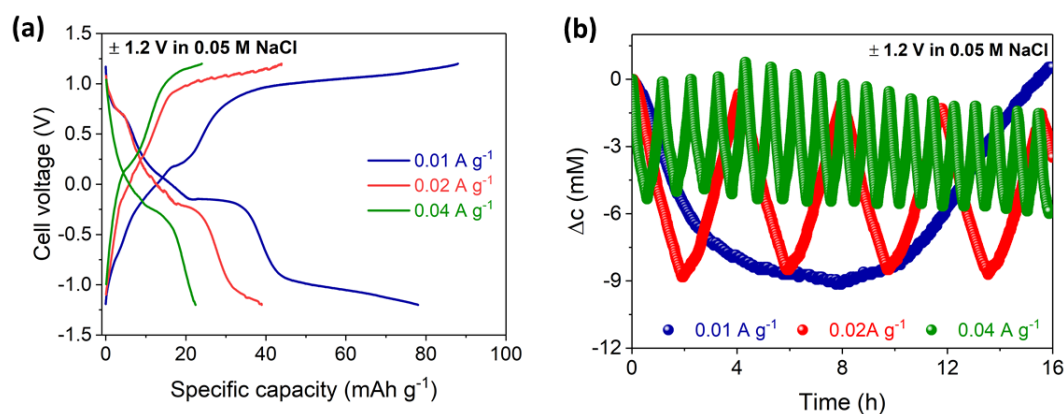 (a)
± 1.2 V in 0.05 M NaCl
1.5
1.0
0.5
0.0
-0.5
-1.0
-1.5
Cell voltage (V)
0.01 A g⁻¹
0.02 A g⁻¹
0.04 A g⁻¹
0 20 40 60 80 100
Specific capacity (mAh g⁻¹)
(b)
± 1.2 V in 0.05 M NaCl
0
-3
-6
-9
-12
Δc (mM)
0.01 A g⁻¹ 0.02A g⁻¹ 0.04 A g⁻¹
0 4 8 12 16
Time (h)